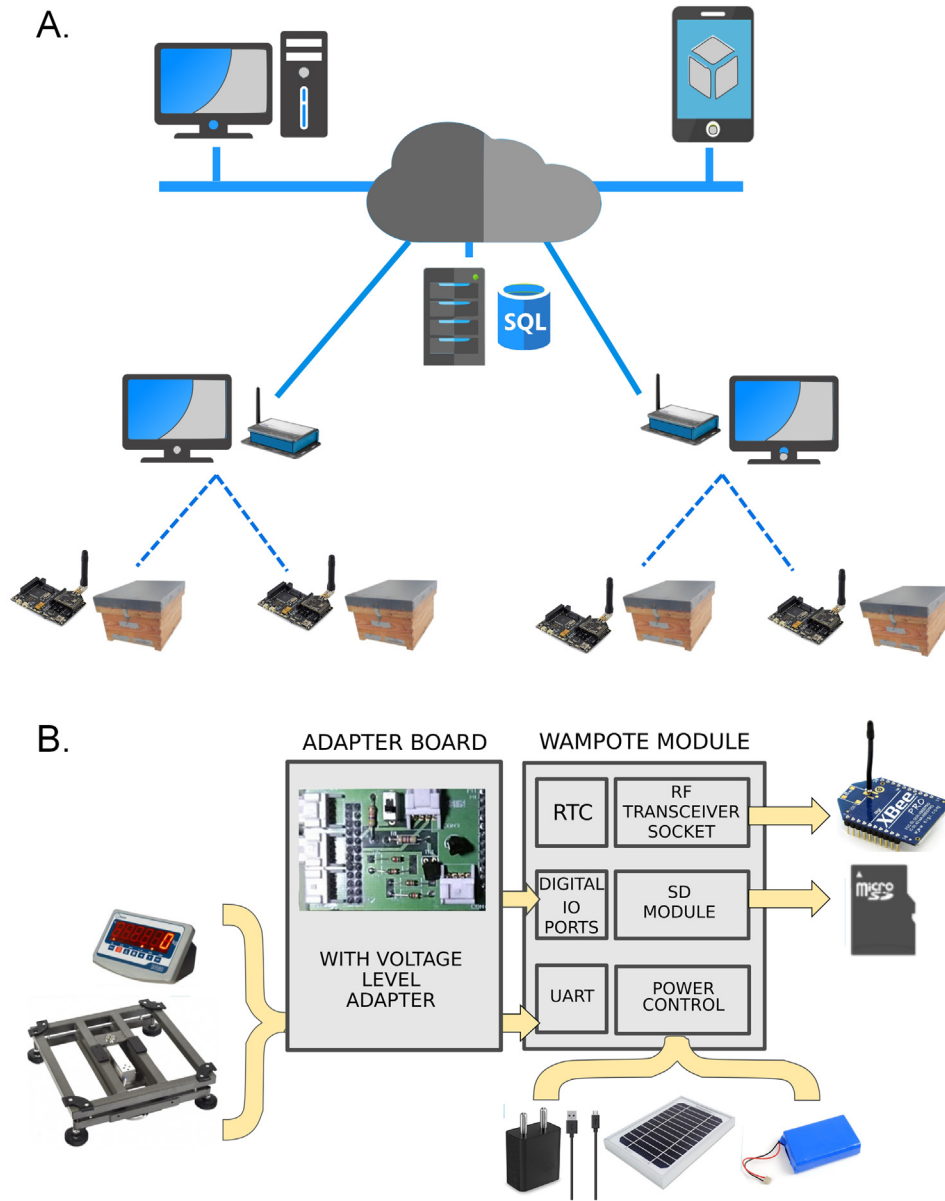 A.
SQL
B.
ADAPTER BOARD
WITH VOLTAGE
LEVEL
ADAPTER
WAMPOTE MODULE
RTC
RF
TRANSCEIVER
SOCKET
DIGITAL
IO
PORTS
SD
MODULE
UART
POWER
CONTROL
XBee
PRO
micro
SD